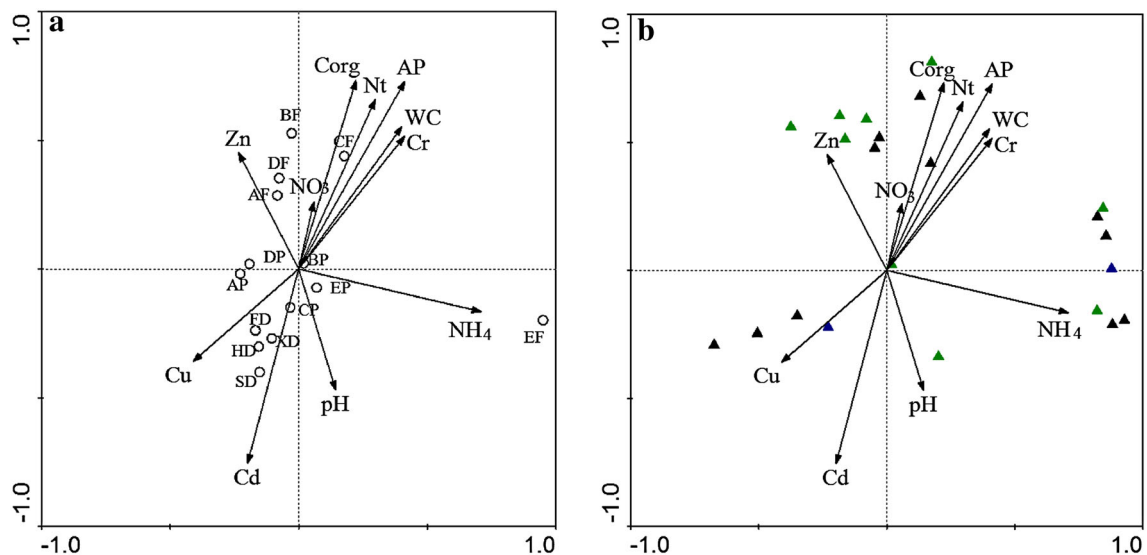 a
1.0
Corg
AP
Nt
BF
WC
Zn
CF
Cr
DF
NO3
AF
DP
BP
AP
EP
CP
FD
NH4
EF
XD
HD
Cu
SD
pH
Cd
-1.0
-1.0
1.0
b
1.0
Corg
AP
Nt
WC
Zn
Cr
NO3
NH4
Cu
pH
Cd
-1.0
-1.0
1.0